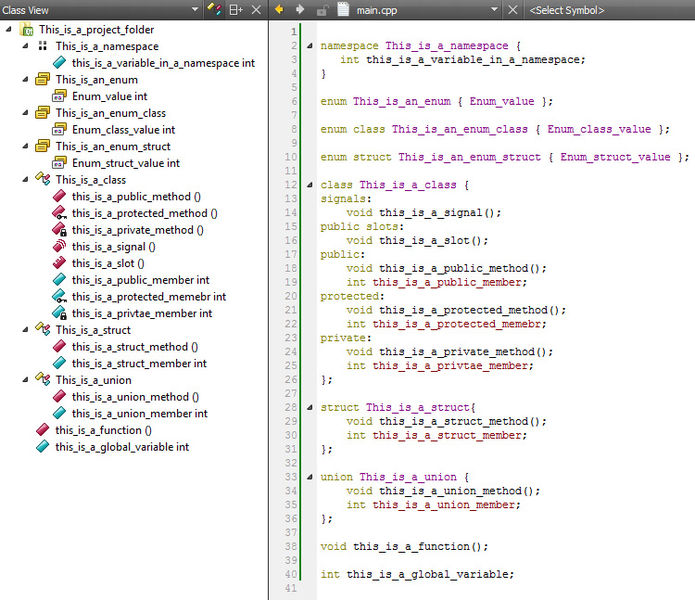 Class View
This_is_a_project_folder
This_is_a_namespace
this_is_a_variable_in_a_namespace int
This_is_an_enum
Enum_value int
This_is_an_enum_class
Enum_class_value int
This_is_an_enum_struct
Enum_struct_value int
This_is_a_class
this_is_a_public_method ()
this_is_a_protected_method ()
this_is_a_private_method ()
this_is_a_signal ()
this_is_a_slot ()
this_is_a_public_member int
this_is_a_protected_memebr int
this_is_a_privtae_member int
This_is_a_struct
this_is_a_struct_method ()
this_is_a_struct_member int
This_is_a_union
this_is_a_union_method ()
this_is_a_union_member int
this_is_a_function ()
this_is_a_global_variable int
main.cpp <Select Symbol>
1
2 namespace This_is_a_namespace {
3 int this_is_a_variable_in_a_namespace;
4 }
5
6 enum This_is_an_enum { Enum_value };
7
8 enum class This_is_an_enum_class { Enum_class_value };
9
10 enum struct This_is_an_enum_struct { Enum_struct_value };
11
12 class This_is_a_class {
13 signals:
14 void this_is_a_signal();
15 public slots:
16 void this_is_a_slot();
17 public:
18 void this_is_a_public_method();
19 int this_is_a_public_member;
20 protected:
21 void this_is_a_protected_method();
22 int this_is_a_protected_memebr;
23 private:
24 void this_is_a_private_method();
25 int this_is_a_privtae_member;
26 };
27
28 struct This_is_a_struct{
29 void this_is_a_struct_method();
30 int this_is_a_struct_member;
31 };
32
33 union This_is_a_union {
34 void this_is_a_union_method();
35 int this_is_a_union_member;
36 };
37
38 void this_is_a_function();
39
40 int this_is_a_global_variable;
41